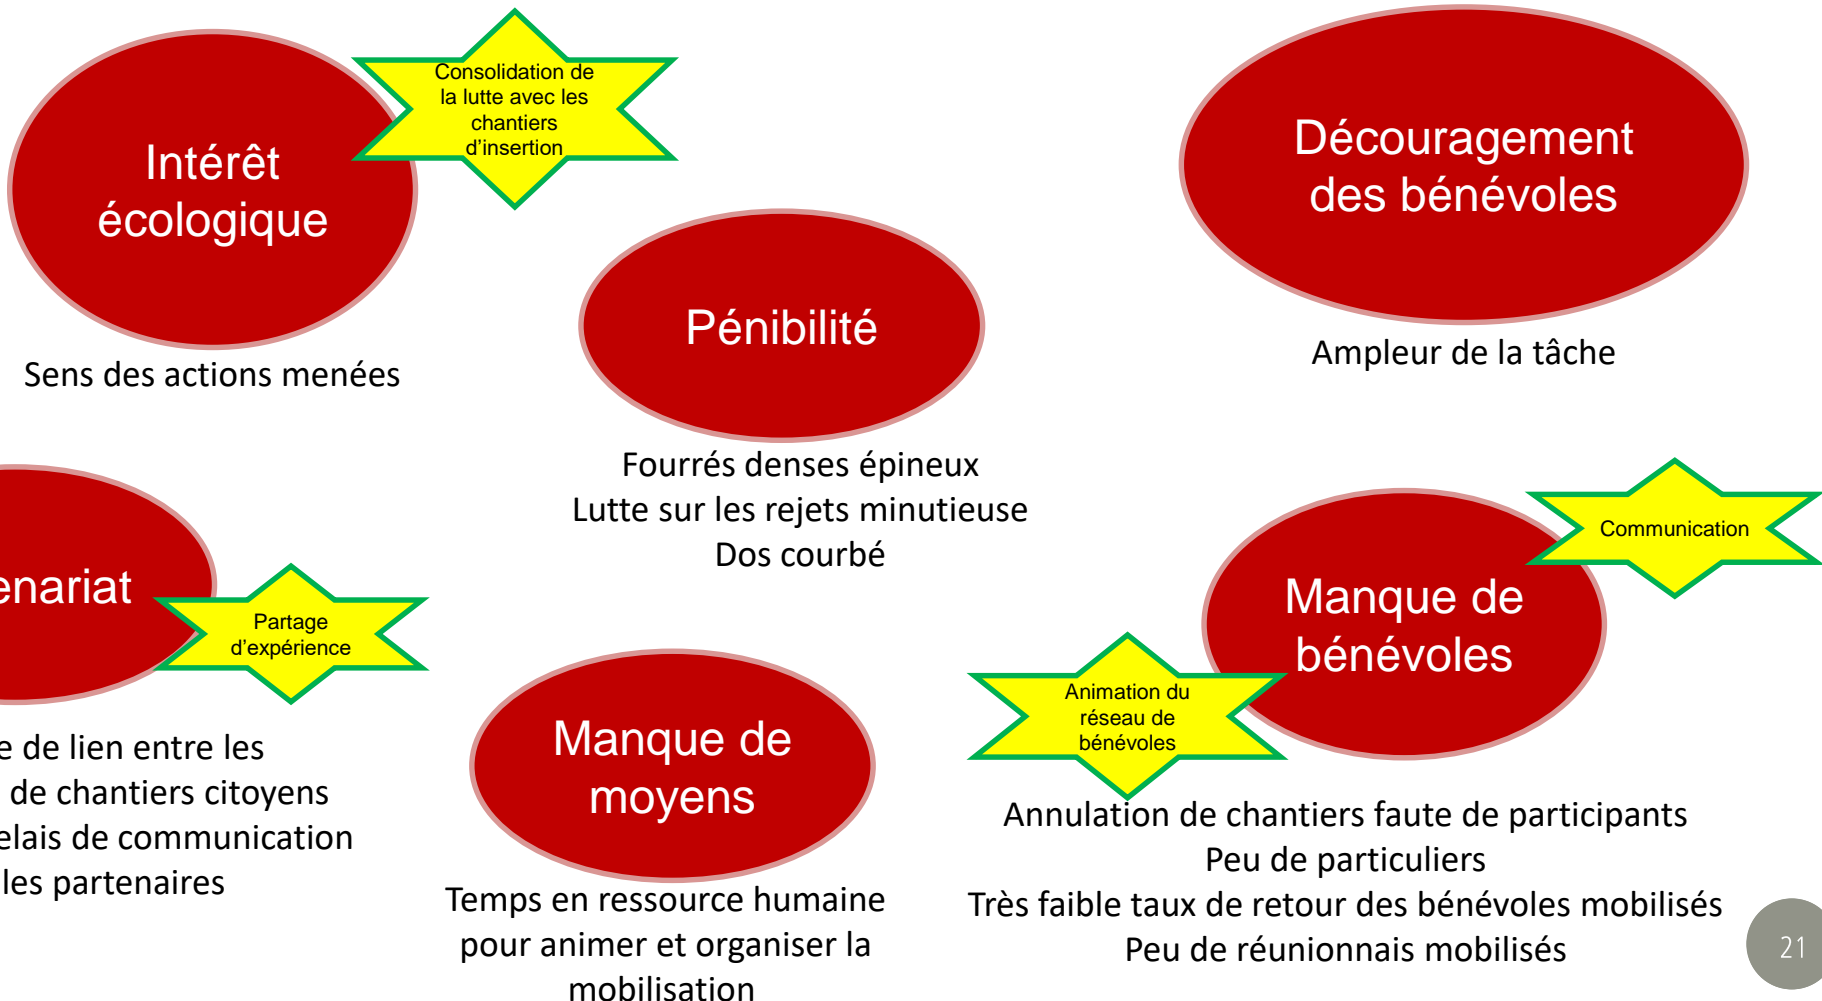 Intérêt
écologique
Consolidation de
la lutte avec les
chantiers
d'insertion
Sens des actions menées
Pénibilité
Fourrés denses épineux
Lutte sur les rejets minutieuse
Dos courbé
Découragement
des bénévoles
Ampleur de la tâche
enariat
Partage
d'expérience
e de lien entre les
de chantiers citoyens
elais de communication
les partenaires
Manque de
moyens
Temps en ressource humaine
pour animer et organiser la
mobilisation
Manque de
bénévoles
Communication
Animation du
réseau de
bénévoles
Annulation de chantiers faute de participants
Peu de particuliers
Très faible taux de retour des bénévoles mobilisés
Peu de réunionnais mobilisés
21